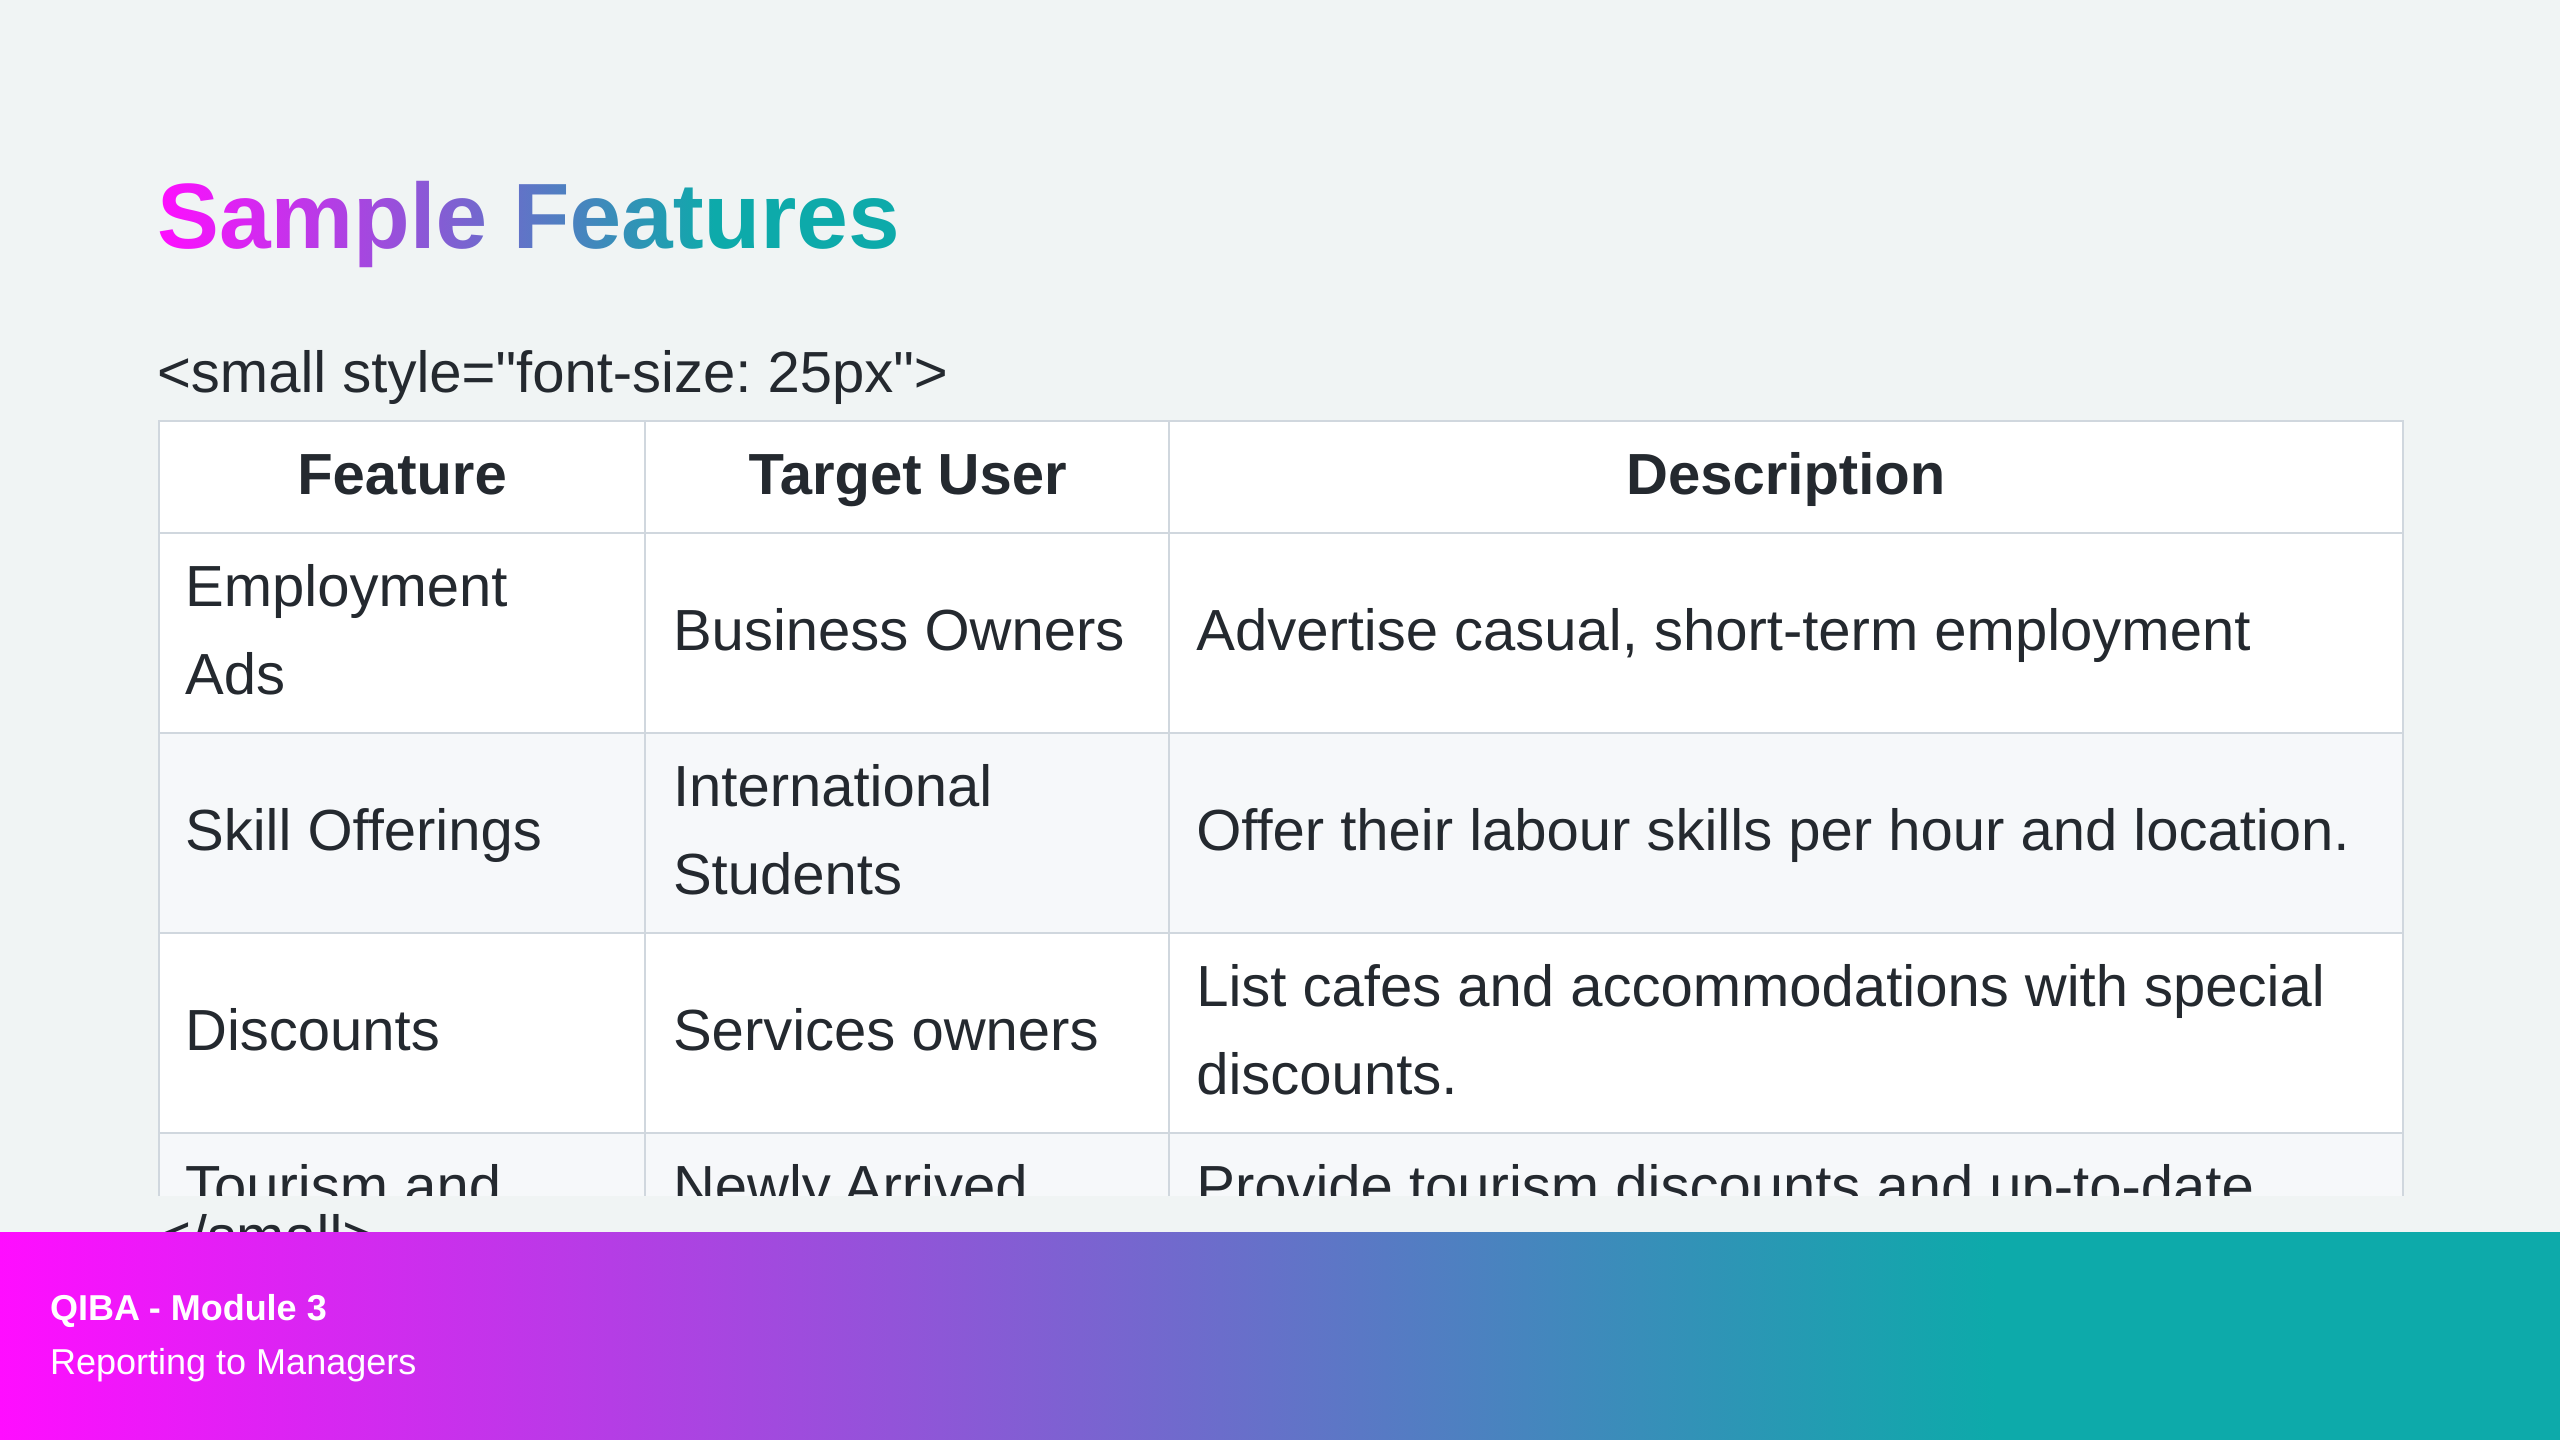 Sample Features
<small style="font-size: 25px">
Feature Target User Description
Employment
Ads
Business Owners
Advertise casual, short-term employment
Skill Offerings
International
Students
Offer their labour skills per hour and location.
Discounts
Services owners
List cafes and accommodations with special
discounts.
Tourism and
Newly Arrived
Provide tourism discounts and up-to-date
</small>
QIBA - Module 3
Reporting to Managers